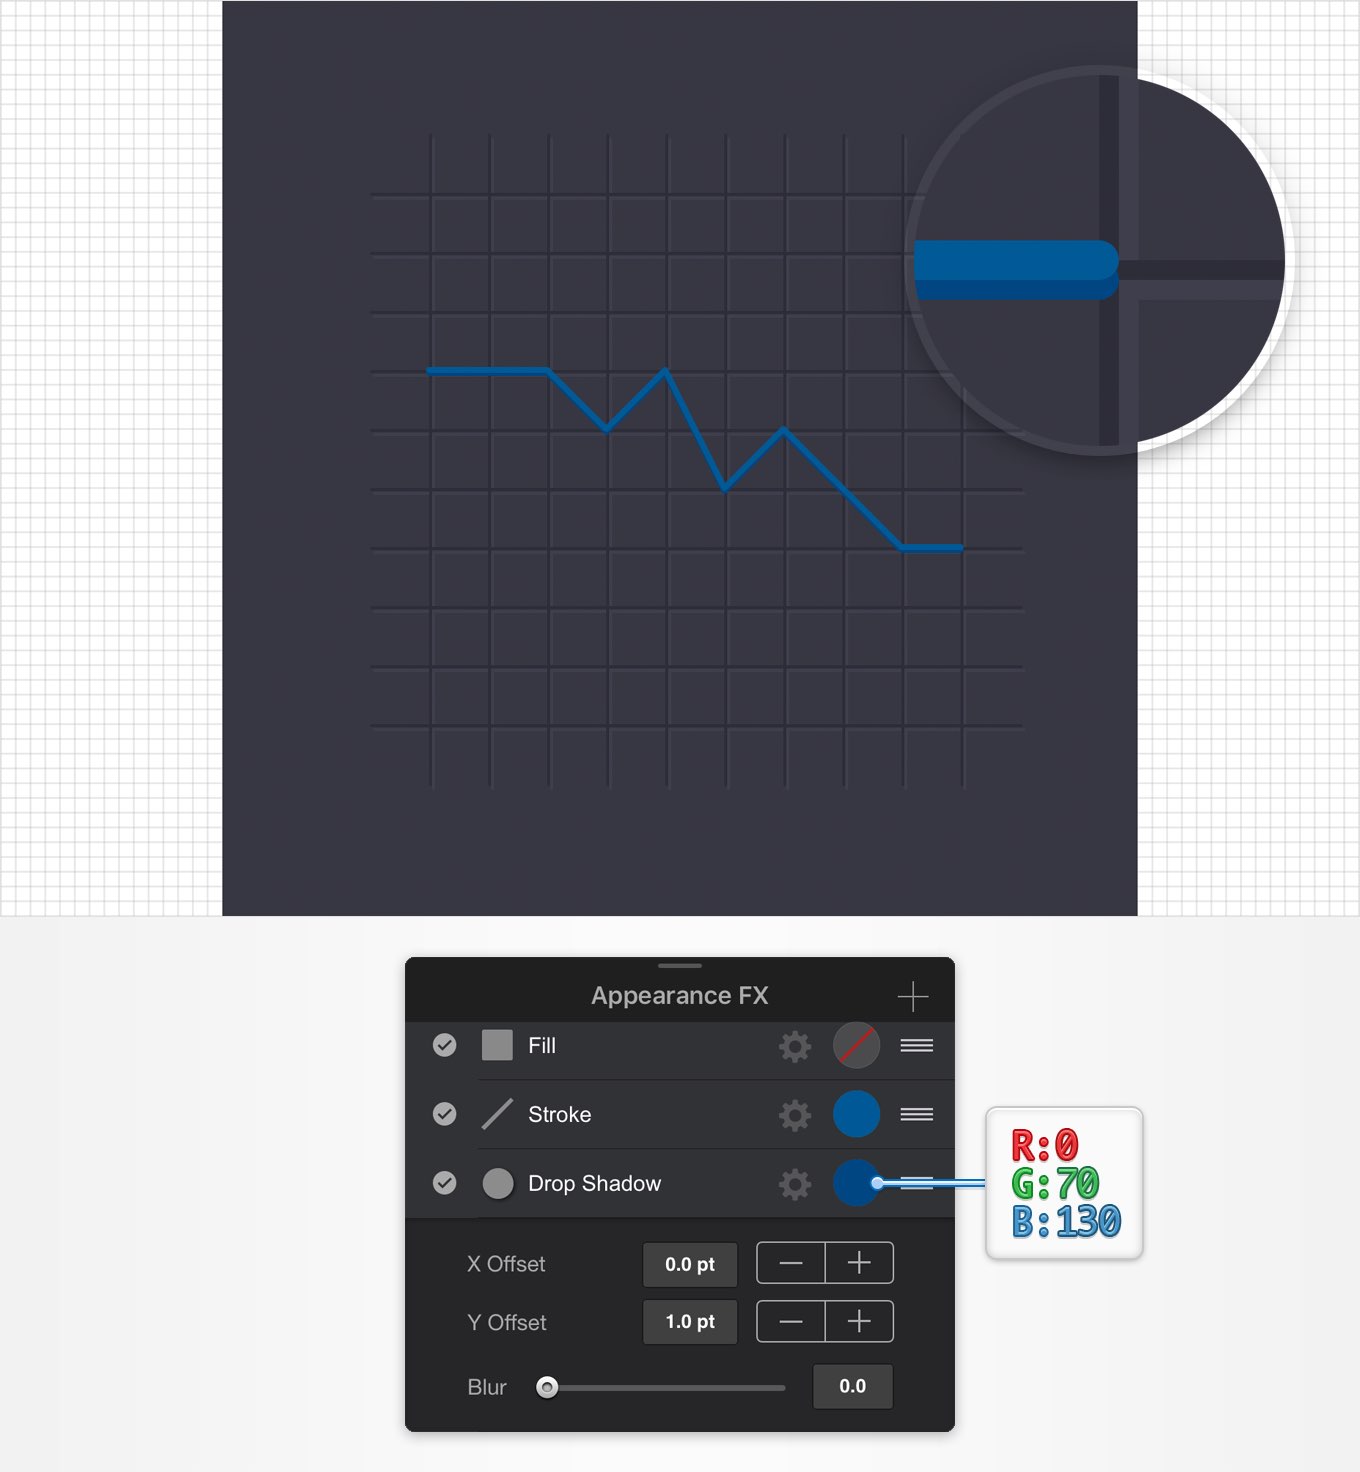 Appearance FX
Fill
Stroke
Drop Shadow
R:0
G:70
B:130
X Offset 0.0 pt
Y Offset 1.0 pt
Blur 0.0